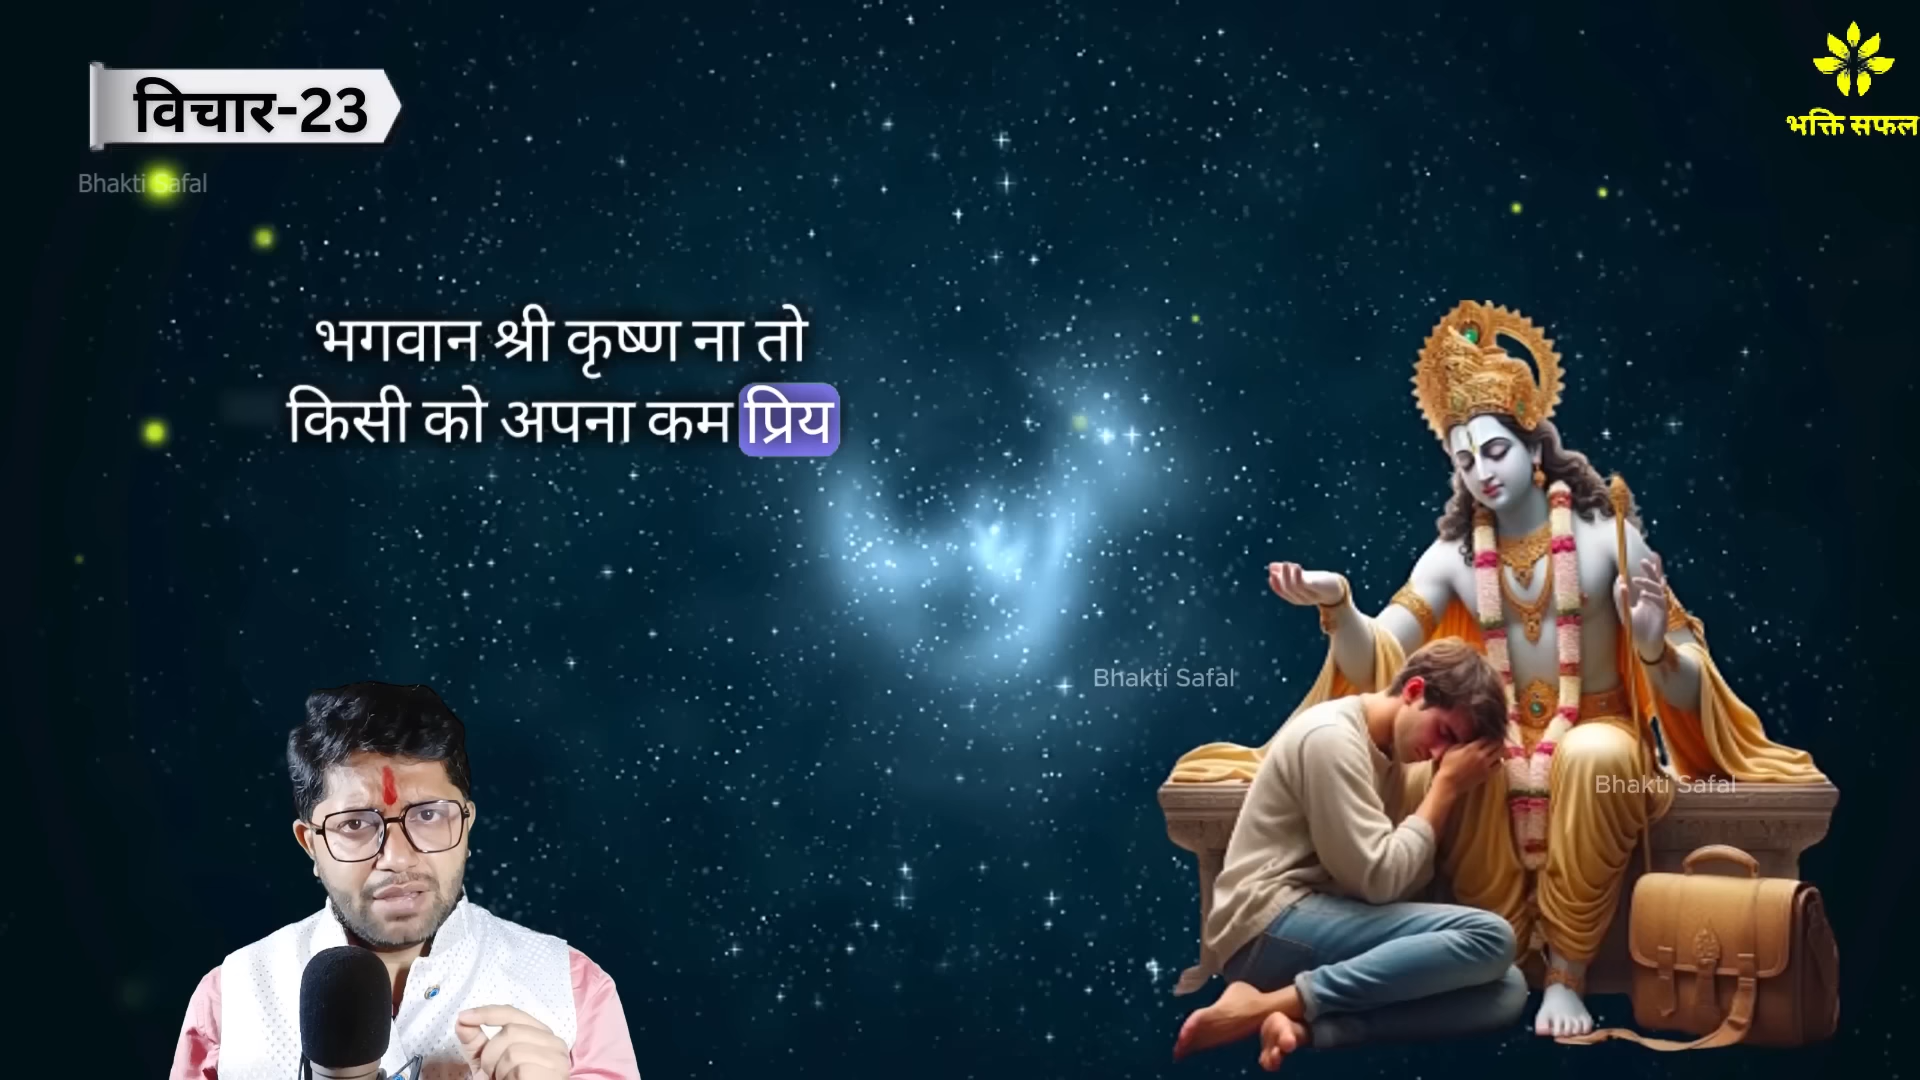 विचार-23
भक्ति सफल
Bhakti Safal
भगवान श्री कृष्ण ना तो
किसी को अपना कम प्रिय
Bhakti Safal
Bhakti Safal